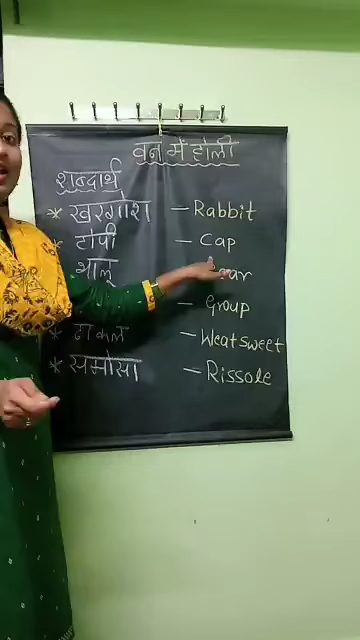 वन में होली
शब्दार्थ
* खरगोश – Rabbit
* टोपी – Cap
भालू
– Group
– Weatsweet
* समोसा – Rissole